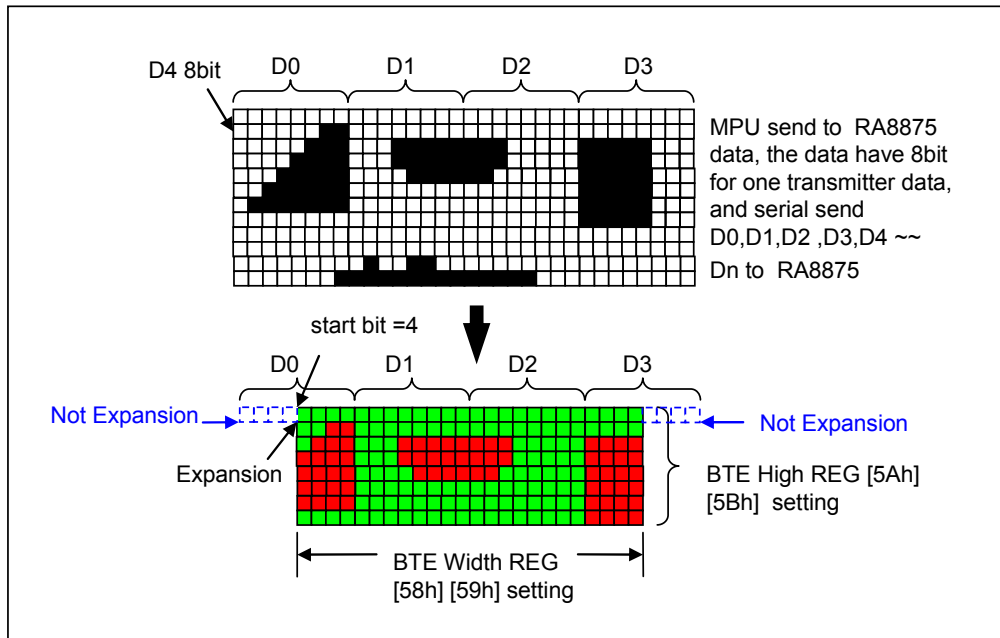 D4 8bit
D0
D1
D2
D3
MPU send to RA8875
data, the data have 8bit
for one transmitter data,
and serial send
D0,D1,D2 ,D3,D4 ~~
Dn to RA8875
start bit =4
D0
D1
D2
D3
Not Expansion
Not Expansion
Expansion
BTE High REG [5Ah]
[5Bh] setting
BTE Width REG
[58h] [59h] setting